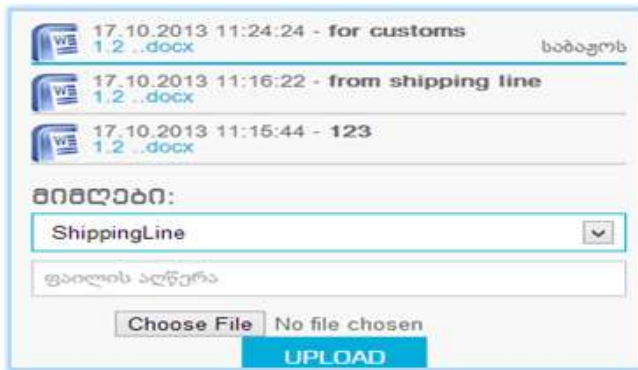 17.10.2013 11:24:24 - for customs
1.2 ..docx
საბაჟოს
17.10.2013 11:16:22 - from shipping line
1.2 ..docx
17.10.2013 11:15:44 - 123
1.2 ..docx
მიმღები:
ShippingLine
ფაილის აღწერა
Choose File No file chosen
UPLOAD